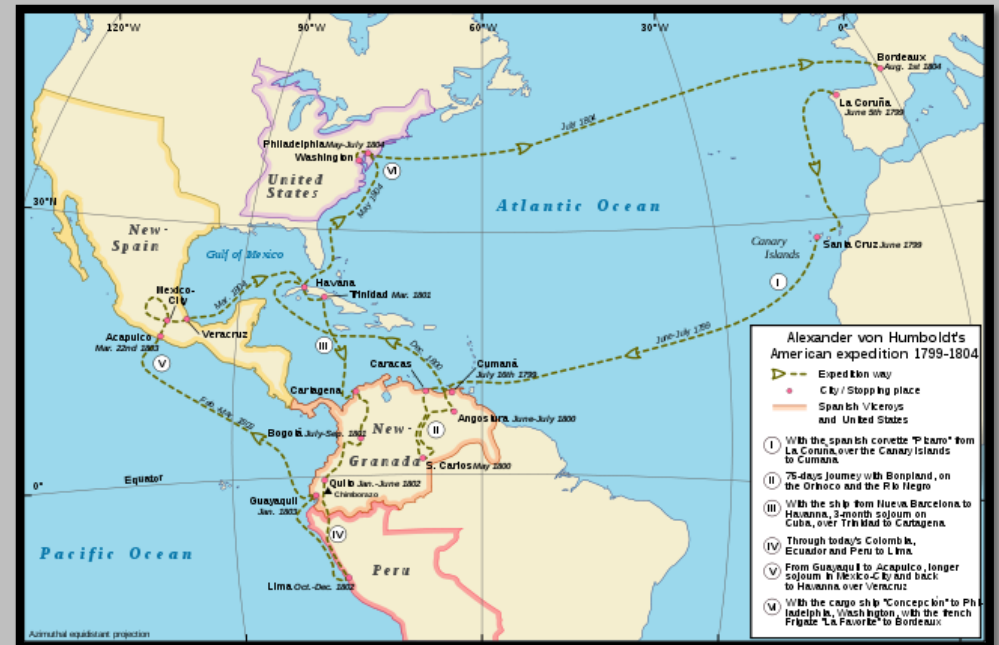 120°W
90°W
60°W
30°W
0°
Bordeaux
Aug. 1st 1804
La Coruña
June 5th 1799
July 1804
Philadelphia May-July 1804
Washington
VI
United
States
May 1804
30°N
Atlantic Ocean
New-
Spain
Gulf of Mexico
Canary
Islands
Santa Cruz June 1799
I
Mexico-
City
Mar. 1804
Havana
Trinidad Mar. 1801
Veracruz
Acapulco
Mar. 22nd 1803
V
III
Dec. 1800
June-July 1799
Caracas
Cumaná
July 16th 1799
Cartagena
Angostura June-July 1800
Feb.-Mar. 1803
Bogotá July-Sep. 1801
New-
Granada
II
S. Carlos May 1800
Equator
0°
Quito Jan.-June 1802
Chimborazo
Guayaquil
Jan. 1803
IV
Pacific Ocean
Peru
Lima Oct.-Dec. 1802
Azimuthal equidistant projection
Alexander von Humboldt's
American expedition 1799-1804
Expedition way
City / Stopping place
Spanish Viceroys
and United States
I With the spanish corvette "Pizarro" from
La Coruna, over the Canary Islands
to Cumana
II 75-days journey with Bonpland, on
the Orinoco and the Rio Negro
III With the ship from Nueva Barcelona to
Havanna, 3-month sojourn on
Cuba, over Trinidad to Cartagena
IV Through today's Colombia,
Ecuador and Peru to Lima
V From Guayaquil to Acapulco, longer
sojourn in Mexico-City and back
to Havanna over Veracruz
VI With the cargo ship "Concepción" to Phi-
ladelphia, Washington, with the french
Frigate "La Favorite" to Bordeaux